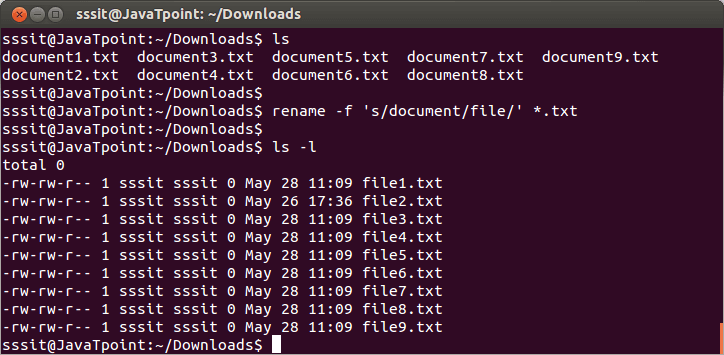 sssit@JavaTpoint: ~/Downloads
sssit@JavaTpoint:~/Downloads$ ls
document1.txt  document3.txt  document5.txt  document7.txt  document9.txt
document2.txt  document4.txt  document6.txt  document8.txt
sssit@JavaTpoint:~/Downloads$
sssit@JavaTpoint:~/Downloads$ rename -f 's/document/file/' *.txt
sssit@JavaTpoint:~/Downloads$
sssit@JavaTpoint:~/Downloads$ ls -l
total 0
-rw-rw-r-- 1 sssit sssit 0 May 28 11:09 file1.txt
-rw-rw-r-- 1 sssit sssit 0 May 26 17:36 file2.txt
-rw-rw-r-- 1 sssit sssit 0 May 28 11:09 file3.txt
-rw-rw-r-- 1 sssit sssit 0 May 28 11:09 file4.txt
-rw-rw-r-- 1 sssit sssit 0 May 28 11:09 file5.txt
-rw-rw-r-- 1 sssit sssit 0 May 28 11:09 file6.txt
-rw-rw-r-- 1 sssit sssit 0 May 28 11:09 file7.txt
-rw-rw-r-- 1 sssit sssit 0 May 28 11:09 file8.txt
-rw-rw-r-- 1 sssit sssit 0 May 28 11:09 file9.txt
sssit@JavaTpoint:~/Downloads$